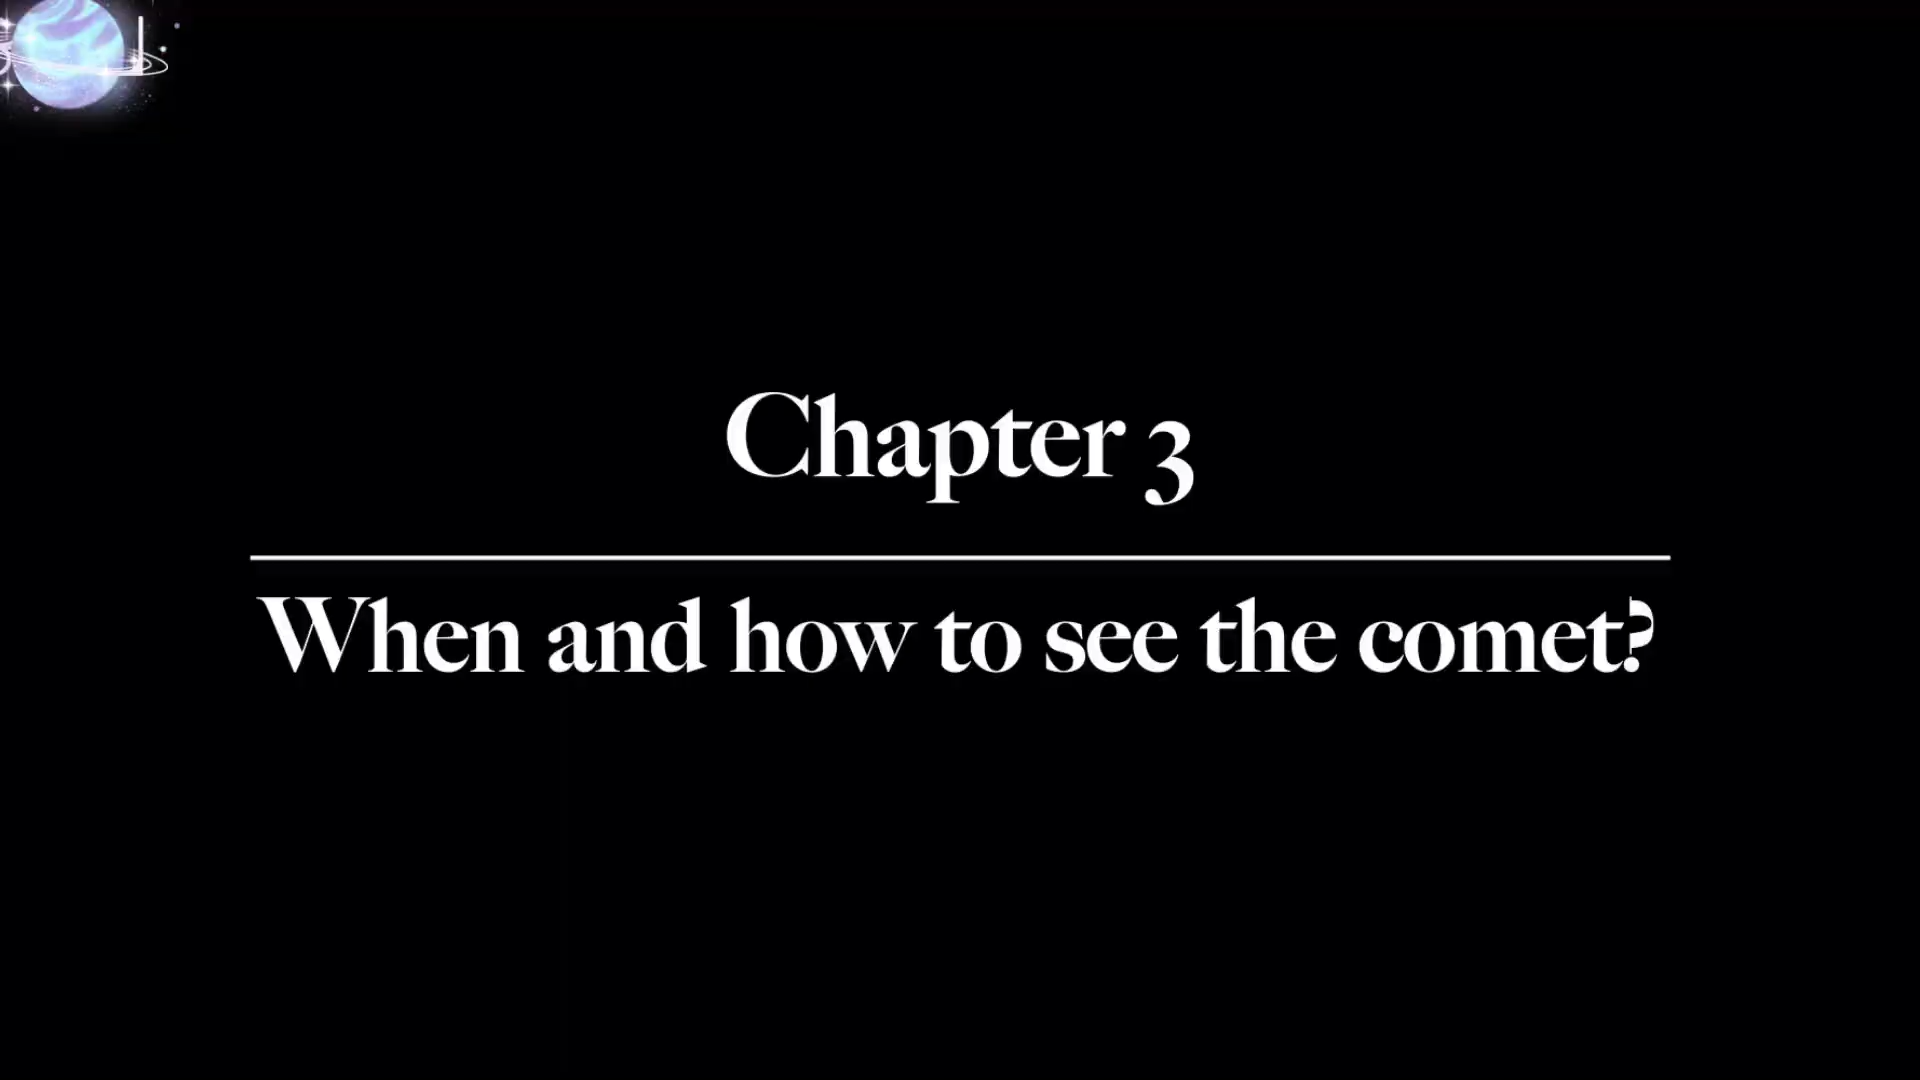 Chapter 3
When and how to see the comet?